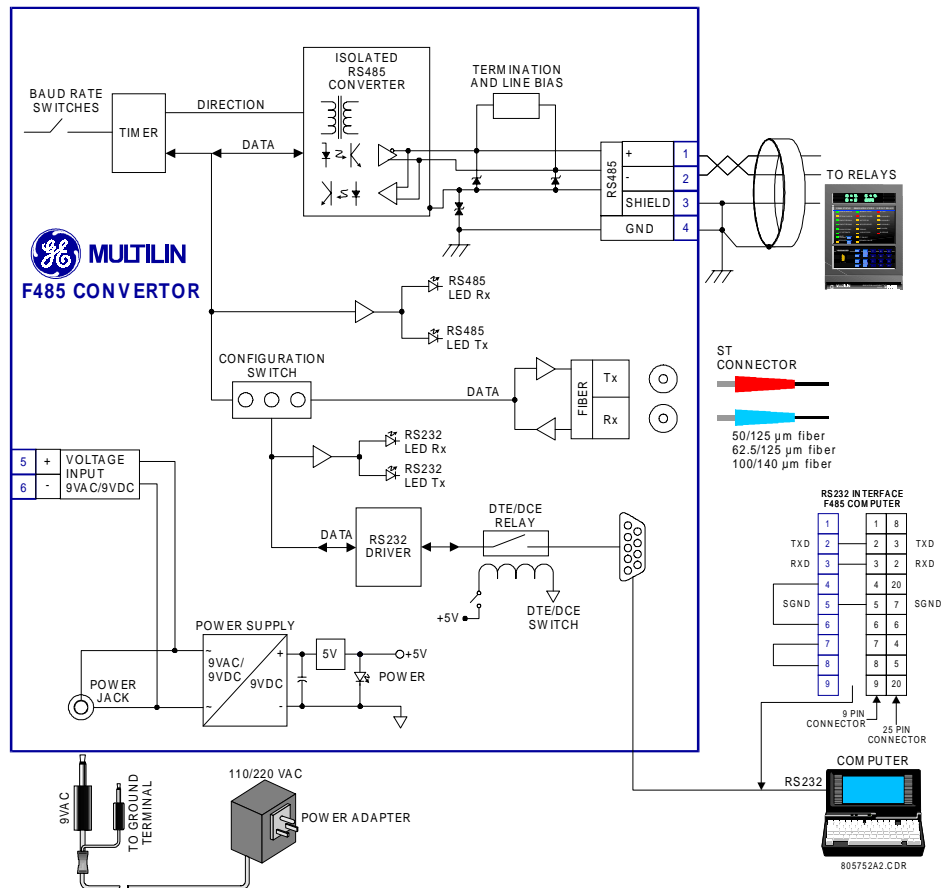 ISOLATED
RS485
CONVERTER
TERMINATION
AND LINE BIAS
BAUD RATE
SWITCHES
TIMER
DIRECTION
DATA
RS485
+
1
-
2
SHIELD
3
GND
4
TO RELAYS
GE MULTILIN
F485 CONVERTOR
RS485
LED Rx
RS485
LED Tx
CONFIGURATION
SWITCH
DATA
FIBER
Tx
Rx
ST
CONNECTOR
50/125 µm fiber
62.5/125 µm fiber
100/140 µm fiber
RS232
LED Rx
RS232
LED Tx
5 + VOLTAGE
INPUT
6 - 9VAC/9VDC
DATA
RS232
DRIVER
DTE/DCE
RELAY
+5V
DTE/DCE
SWITCH
RS232 INTERFACE
F485 COMPUTER
1 1 8
TXD 2 2 3 TXD
RXD 3 3 2 RXD
4 4 20
SGND 5 5 7 SGND
6 6 6
7 7 4
8 8 5
9 9 20
9 PIN
CONNECTOR
25 PIN
CONNECTOR
POWER SUPPLY
~
9VAC/
9VDC
~
+
9VDC
-
5V
+5V
POWER
POWER
JACK
COMPUTER
RS232
9VAC
TO GROUND
TERMINAL
110/220 VAC
POWER ADAPTER
805752A2.CDR